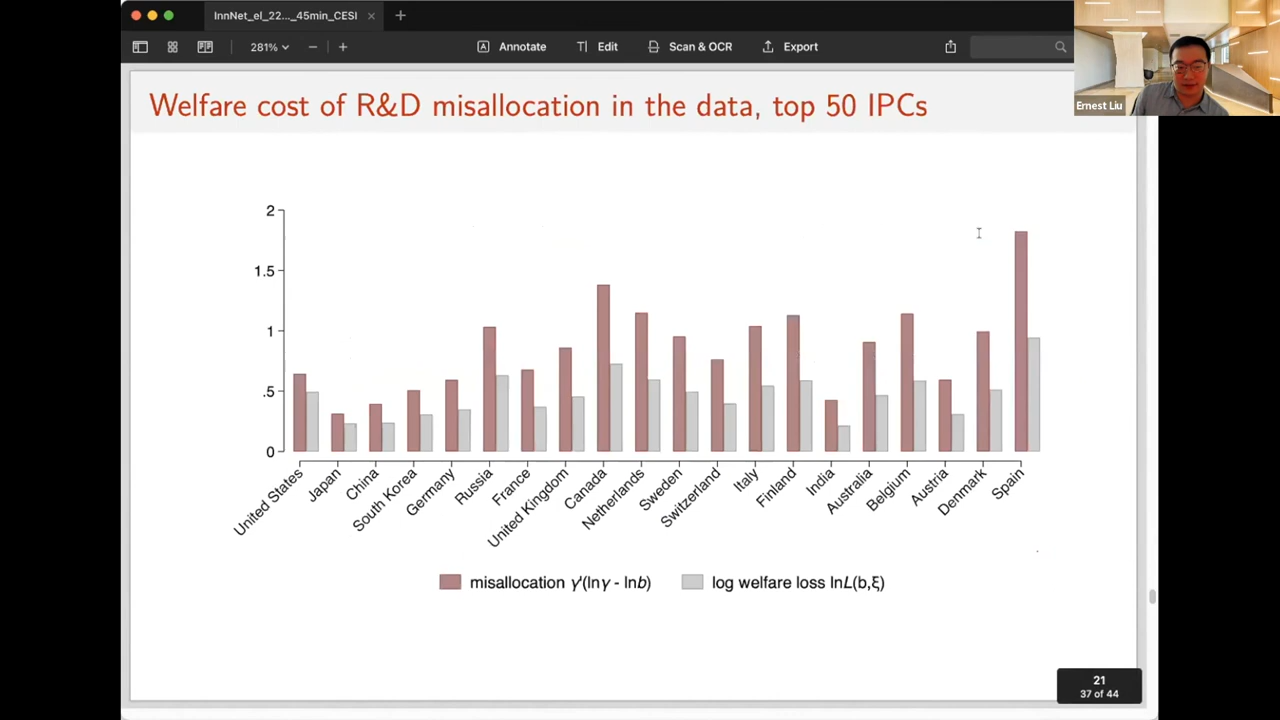 InnNet_el_22..._45min_CESI
281%
Annotate
Edit
Scan & OCR
Export
Ernest Liu
Welfare cost of R&D misallocation in the data, top 50 IPCs
2
1.5
1
.5
0
United States
Japan
China
South Korea
Germany
Russia
France
United Kingdom
Canada
Netherlands
Sweden
Switzerland
Italy
Finland
India
Australia
Belgium
Austria
Denmark
Spain
misallocation γ'(lnγ - lnb)
log welfare loss lnL(b,ξ)
21
37 of 44